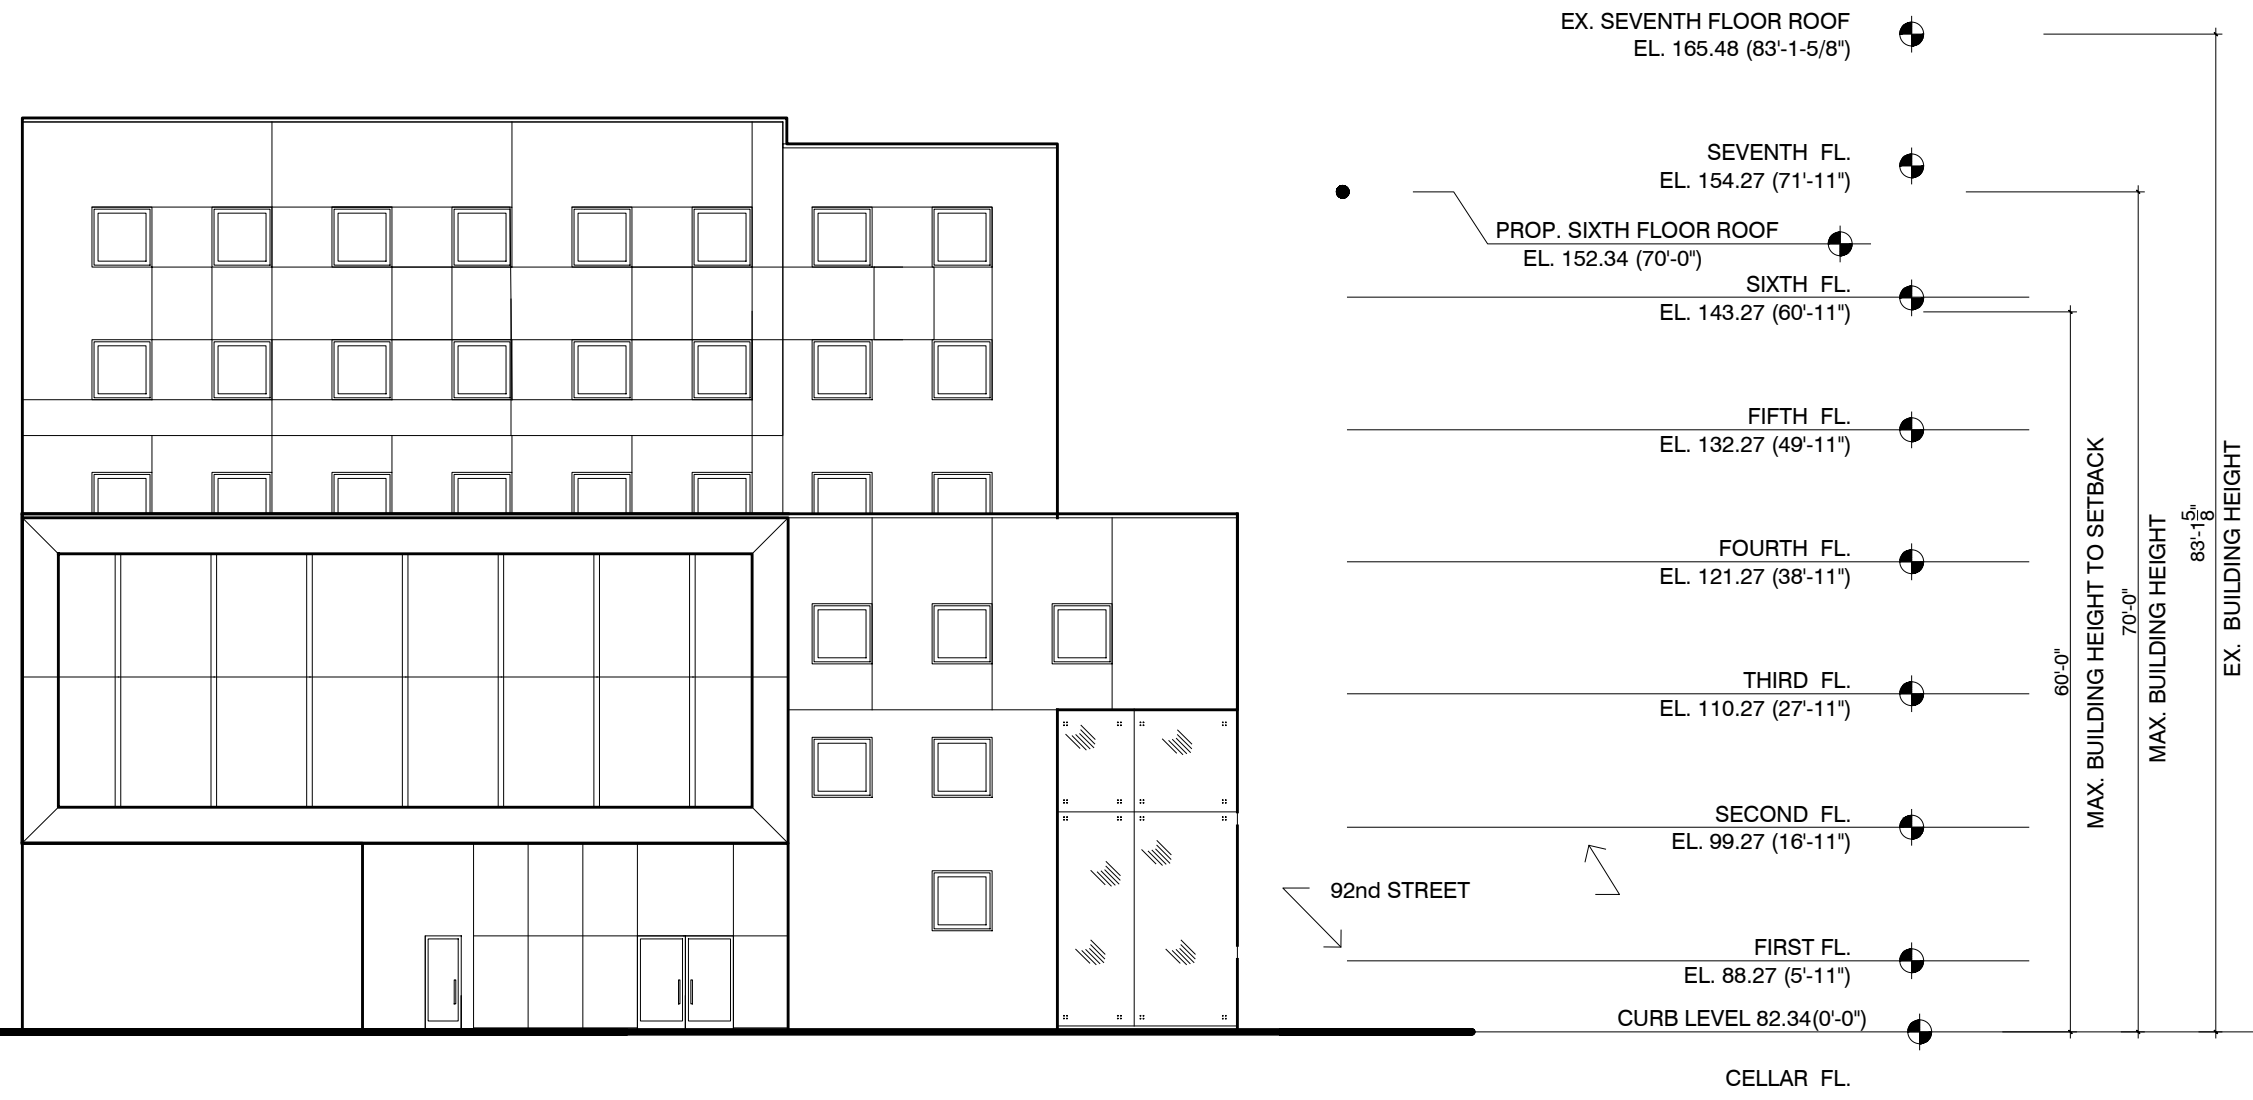 EX. SEVENTH FLOOR ROOF
EL. 165.48 (83'-1-5/8")
SEVENTH FL.
EL. 154.27 (71'-11")
PROP. SIXTH FLOOR ROOF
EL. 152.34 (70'-0")
SIXTH FL.
EL. 143.27 (60'-11")
FIFTH FL.
EL. 132.27 (49'-11")
FOURTH FL.
EL. 121.27 (38'-11")
THIRD FL.
EL. 110.27 (27'-11")
SECOND FL.
EL. 99.27 (16'-11")
92nd STREET
FIRST FL.
EL. 88.27 (5'-11")
CURB LEVEL 82.34(0'-0")
CELLAR FL.
60'-0"
MAX. BUILDING HEIGHT TO SETBACK
70'-0"
MAX. BUILDING HEIGHT
83'-1 5/8"
EX. BUILDING HEIGHT